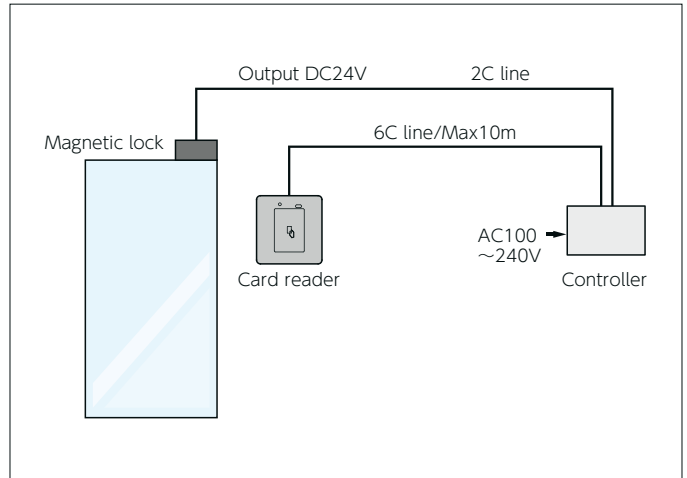 Output DC24V
2C line
Magnetic lock
6C line/Max10m
AC100
～240V
Card reader
Controller